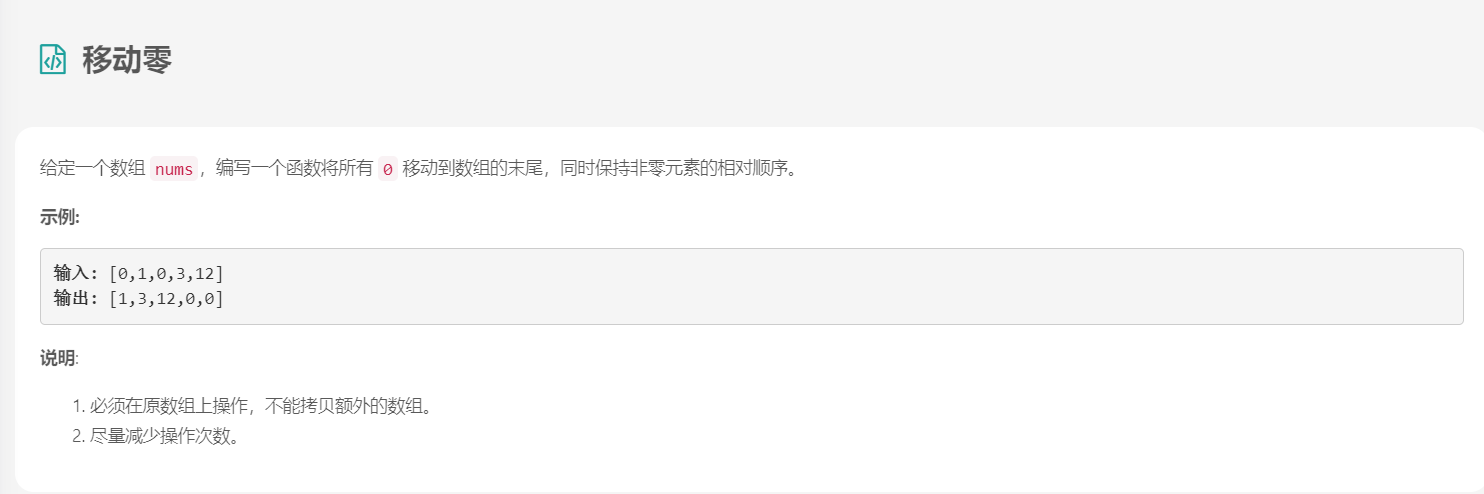 移动零
给定一个数组 nums，编写一个函数将所有 0 移动到数组的末尾，同时保持非零元素的相对顺序。
示例:
输入: [0,1,0,3,12]
输出: [1,3,12,0,0]
说明:
1. 必须在原数组上操作，不能拷贝额外的数组。
2. 尽量减少操作次数。